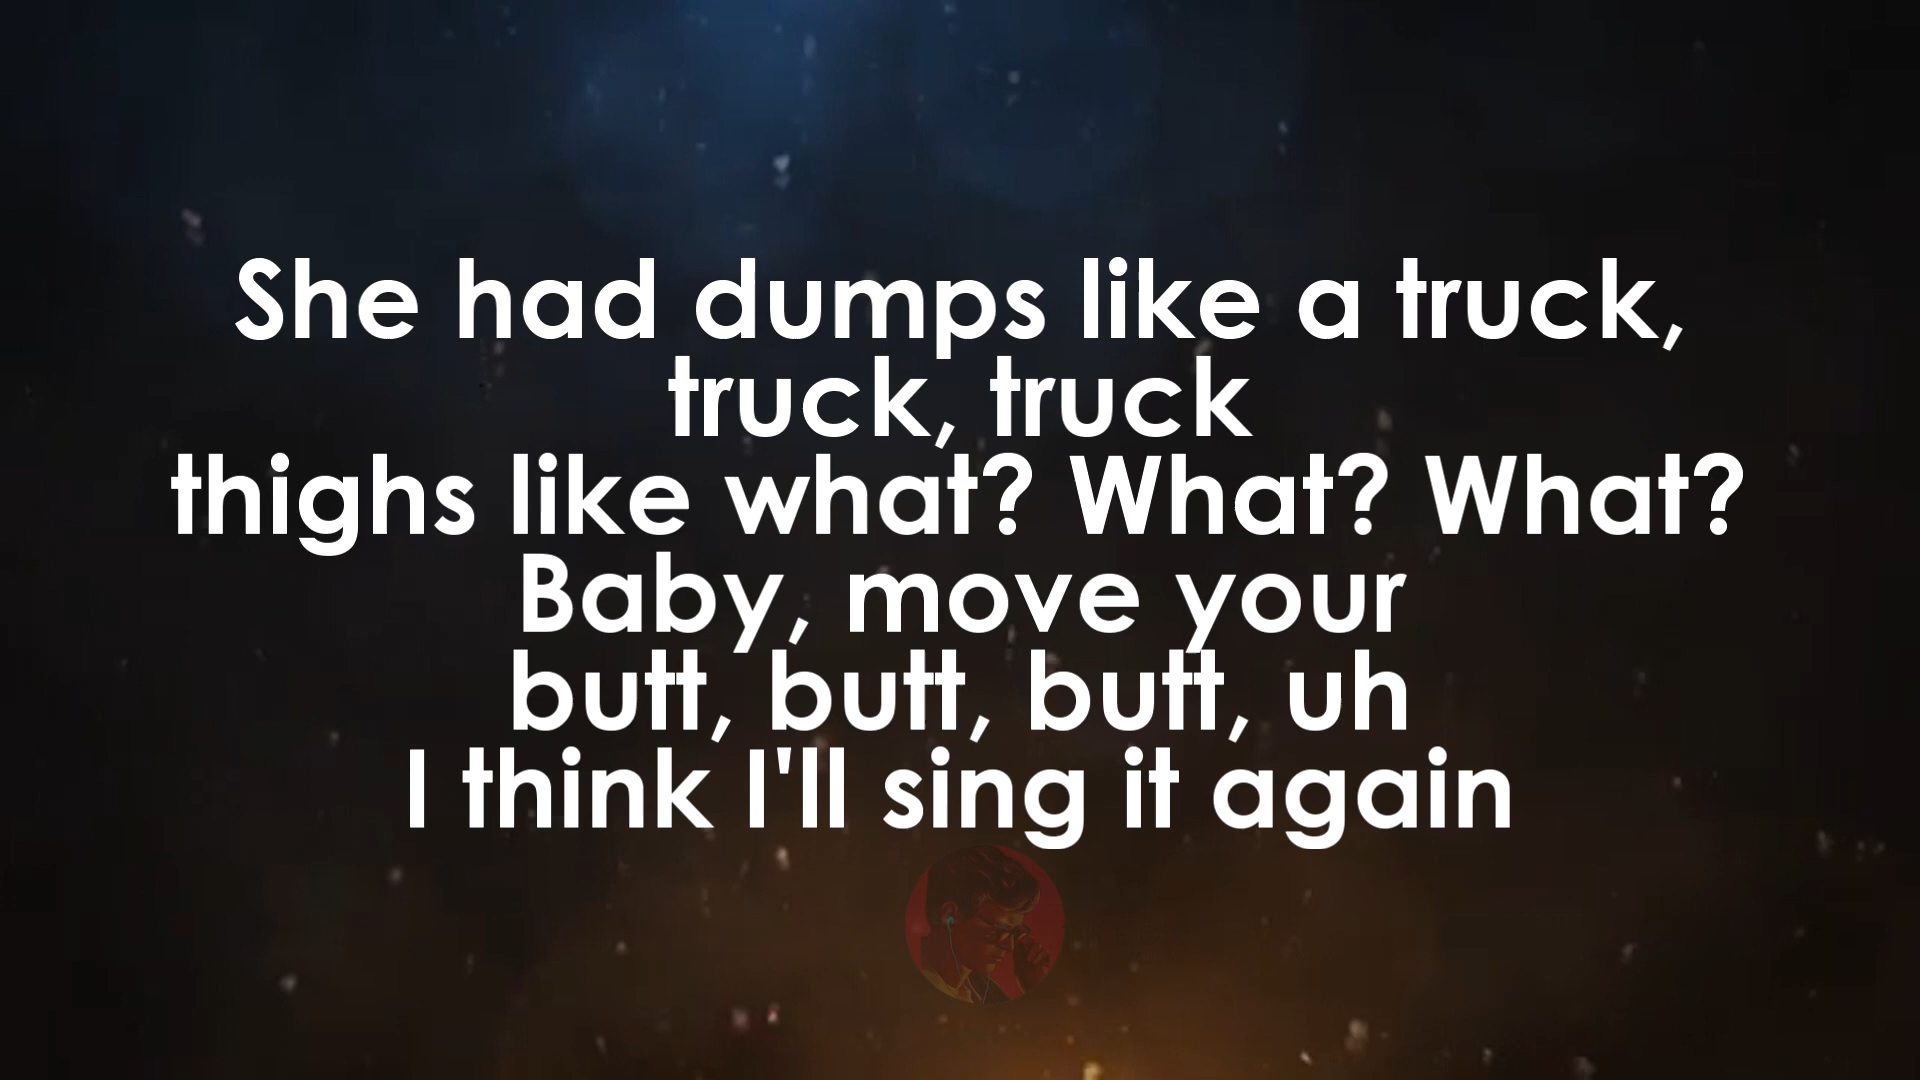 She had dumps like a truck,
truck, truck
thighs like what? What? What?
Baby, move your
butt, butt, butt, uh
I think I'll sing it again